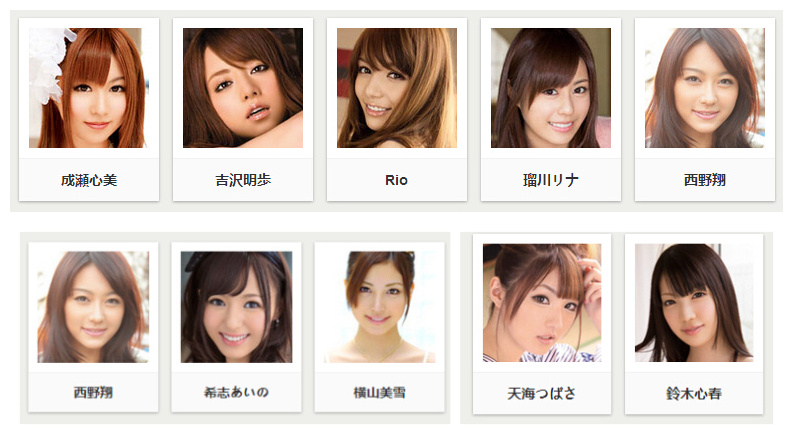 成瀬心美
吉沢明歩
Rio
瑠川リナ
西野翔
西野翔
希志あいの
横山美雪
天海つばさ
鈴木心春